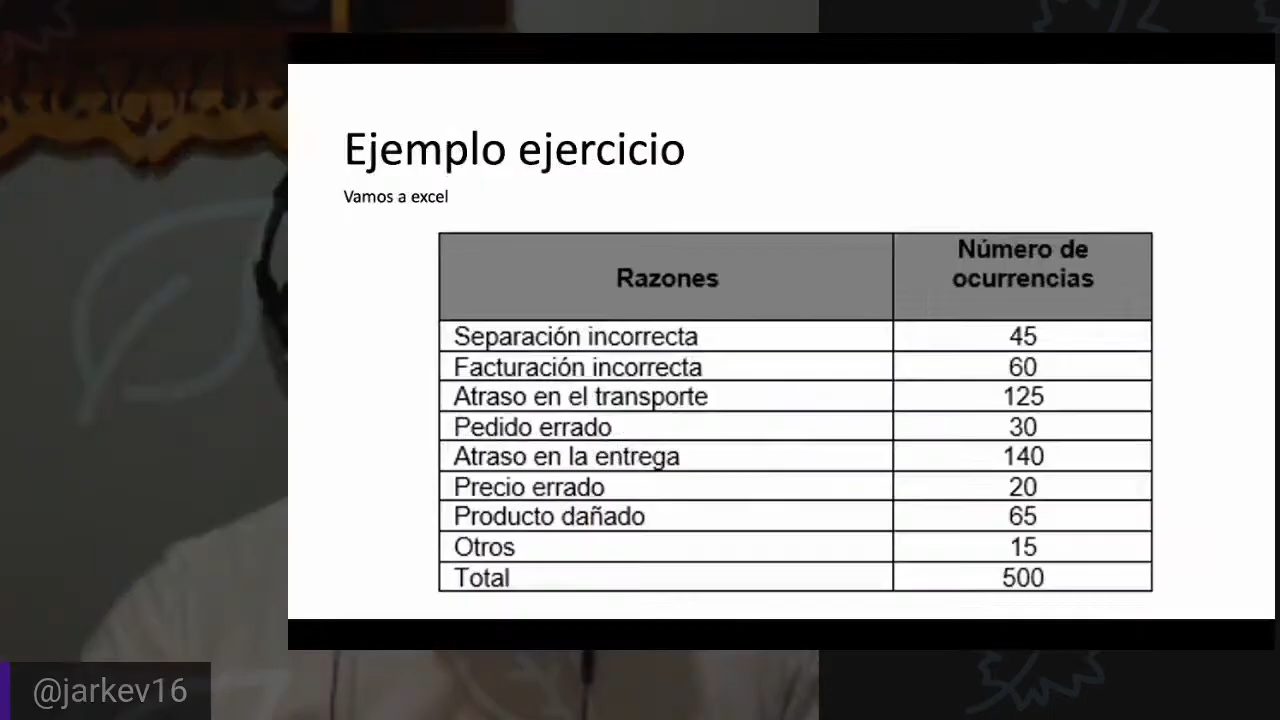 Ejemplo ejercicio
Vamos a excel
Razones
Número de
ocurrencias
Separación incorrecta 45
Facturación incorrecta 60
Atraso en el transporte 125
Pedido errado 30
Atraso en la entrega 140
Precio errado 20
Producto dañado 65
Otros 15
Total 500
@jarkev16